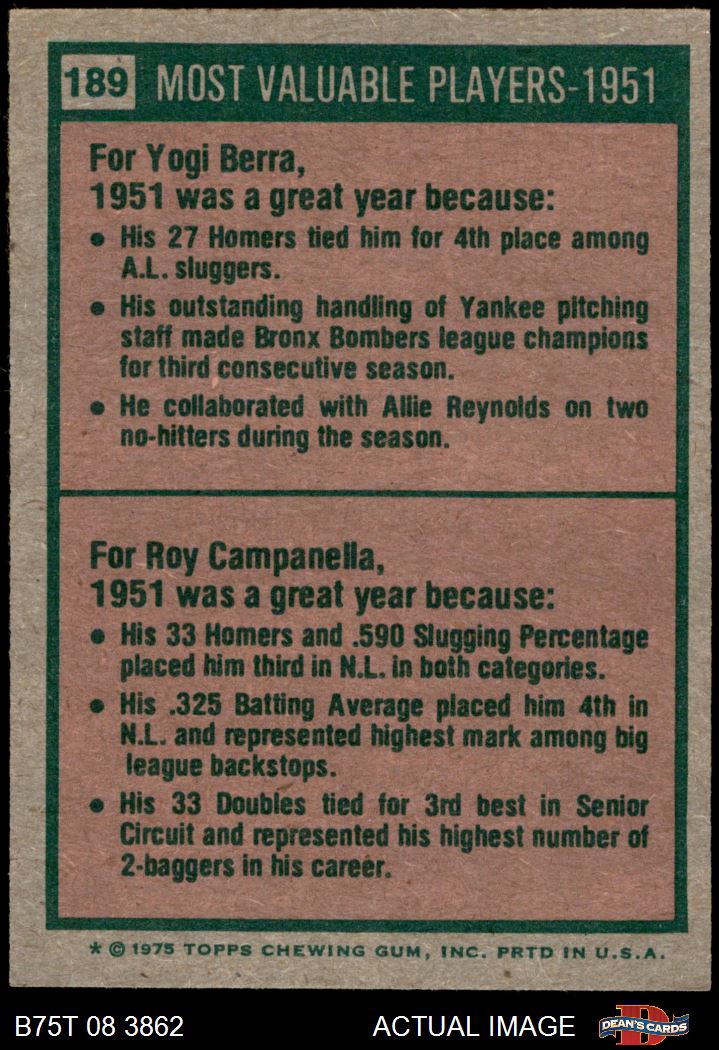 189 MOST VALUABLE PLAYERS-1951
For Yogi Berra,
1951 was a great year because:
• His 27 Homers tied him for 4th place among
A.L. sluggers.
• His outstanding handling of Yankee pitching
staff made Bronx Bombers league champions
for third consecutive season.
• He collaborated with Allie Reynolds on two
no-hitters during the season.
For Roy Campanella,
1951 was a great year because:
• His 33 Homers and .590 Slugging Percentage
placed him third in N.L. in both categories.
• His .325 Batting Average placed him 4th in
N.L. and represented highest mark among big
league backstops.
• His 33 Doubles tied for 3rd best in Senior
Circuit and represented his highest number of
2-baggers in his career.
* © 1975 TOPPS CHEWING GUM, INC. PRTD IN U.S.A.
B75T 08 3862 ACTUAL IMAGE D DEAN'S CARDS